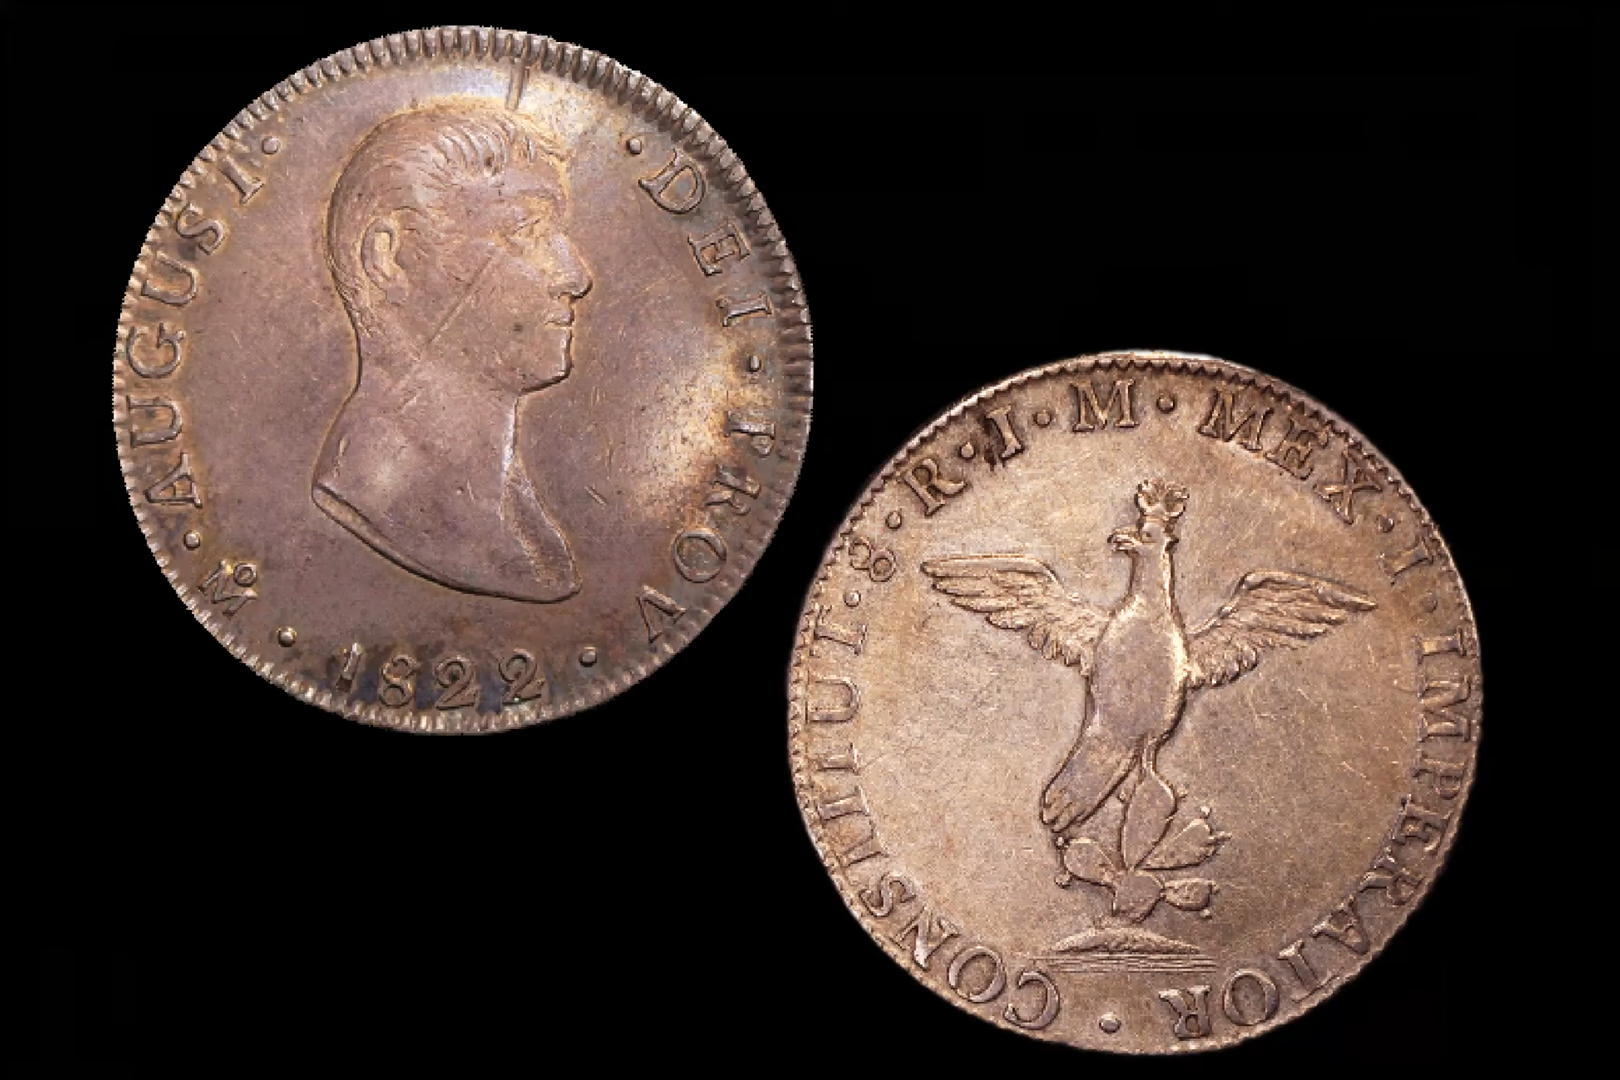 · AUGUST · · DEI · PROV
Mº · 1822 ·
· 8 · R · I · M · MEX · I · IMPERATOR · CONSTITUT